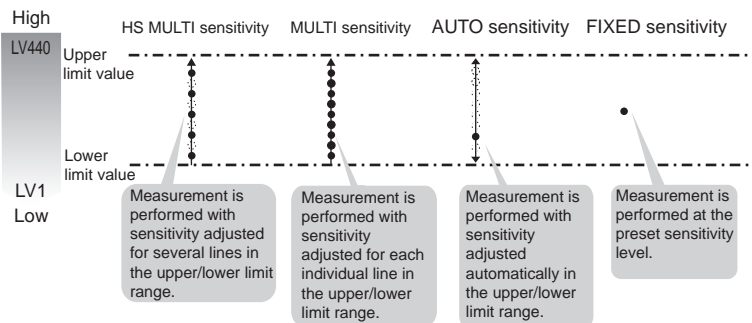 High
LV440
LV1
Low
HS MULTI sensitivity
MULTI sensitivity
AUTO sensitivity
FIXED sensitivity
Upper
limit value
Lower
limit value
Measurement is
performed with
sensitivity adjusted
for several lines in
the upper/lower limit
range.
Measurement is
performed with
sensitivity
adjusted for each
individual line in
the upper/lower
limit range.
Measurement is
performed with
sensitivity
adjusted
automatically in
the upper/lower
limit range.
Measurement is
performed at the
preset sensitivity
level.